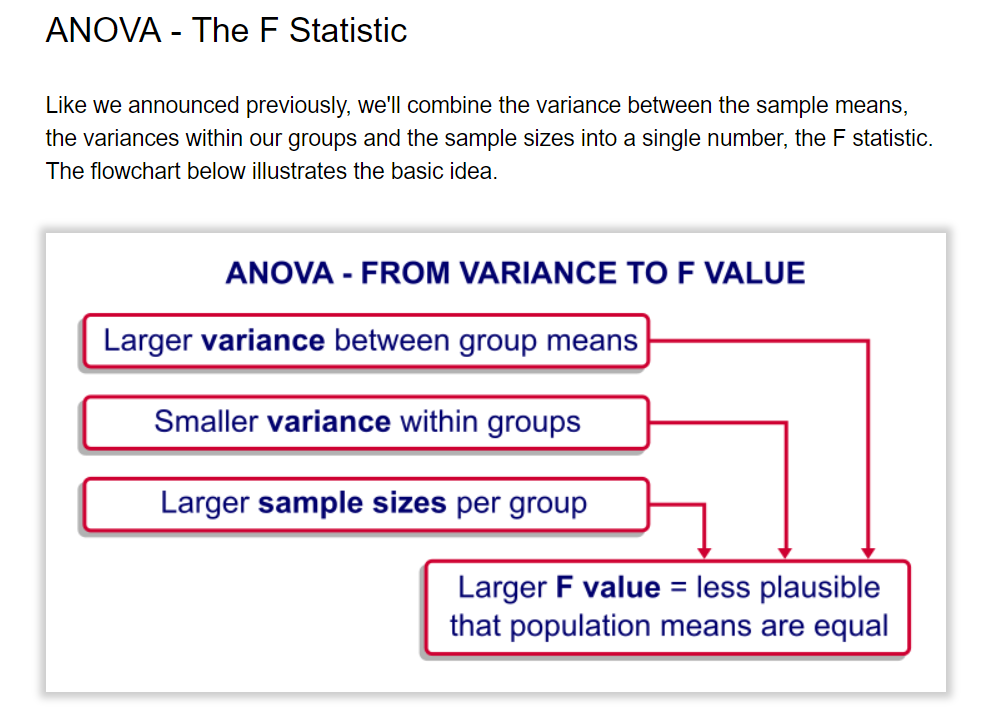 ANOVA - The F Statistic
Like we announced previously, we'll combine the variance between the sample means,
the variances within our groups and the sample sizes into a single number, the F statistic.
The flowchart below illustrates the basic idea.
ANOVA - FROM VARIANCE TO F VALUE
Larger variance between group means
Smaller variance within groups
Larger sample sizes per group
Larger F value = less plausible
that population means are equal